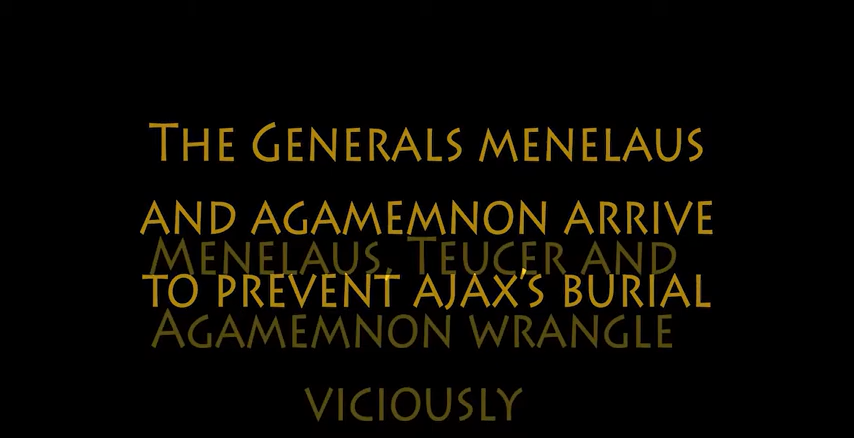 The Generals menelaus
and agamemnon arrive
to prevent ajax's burial
Menelaus, Teucer and
Agamemnon wrangle
viciously